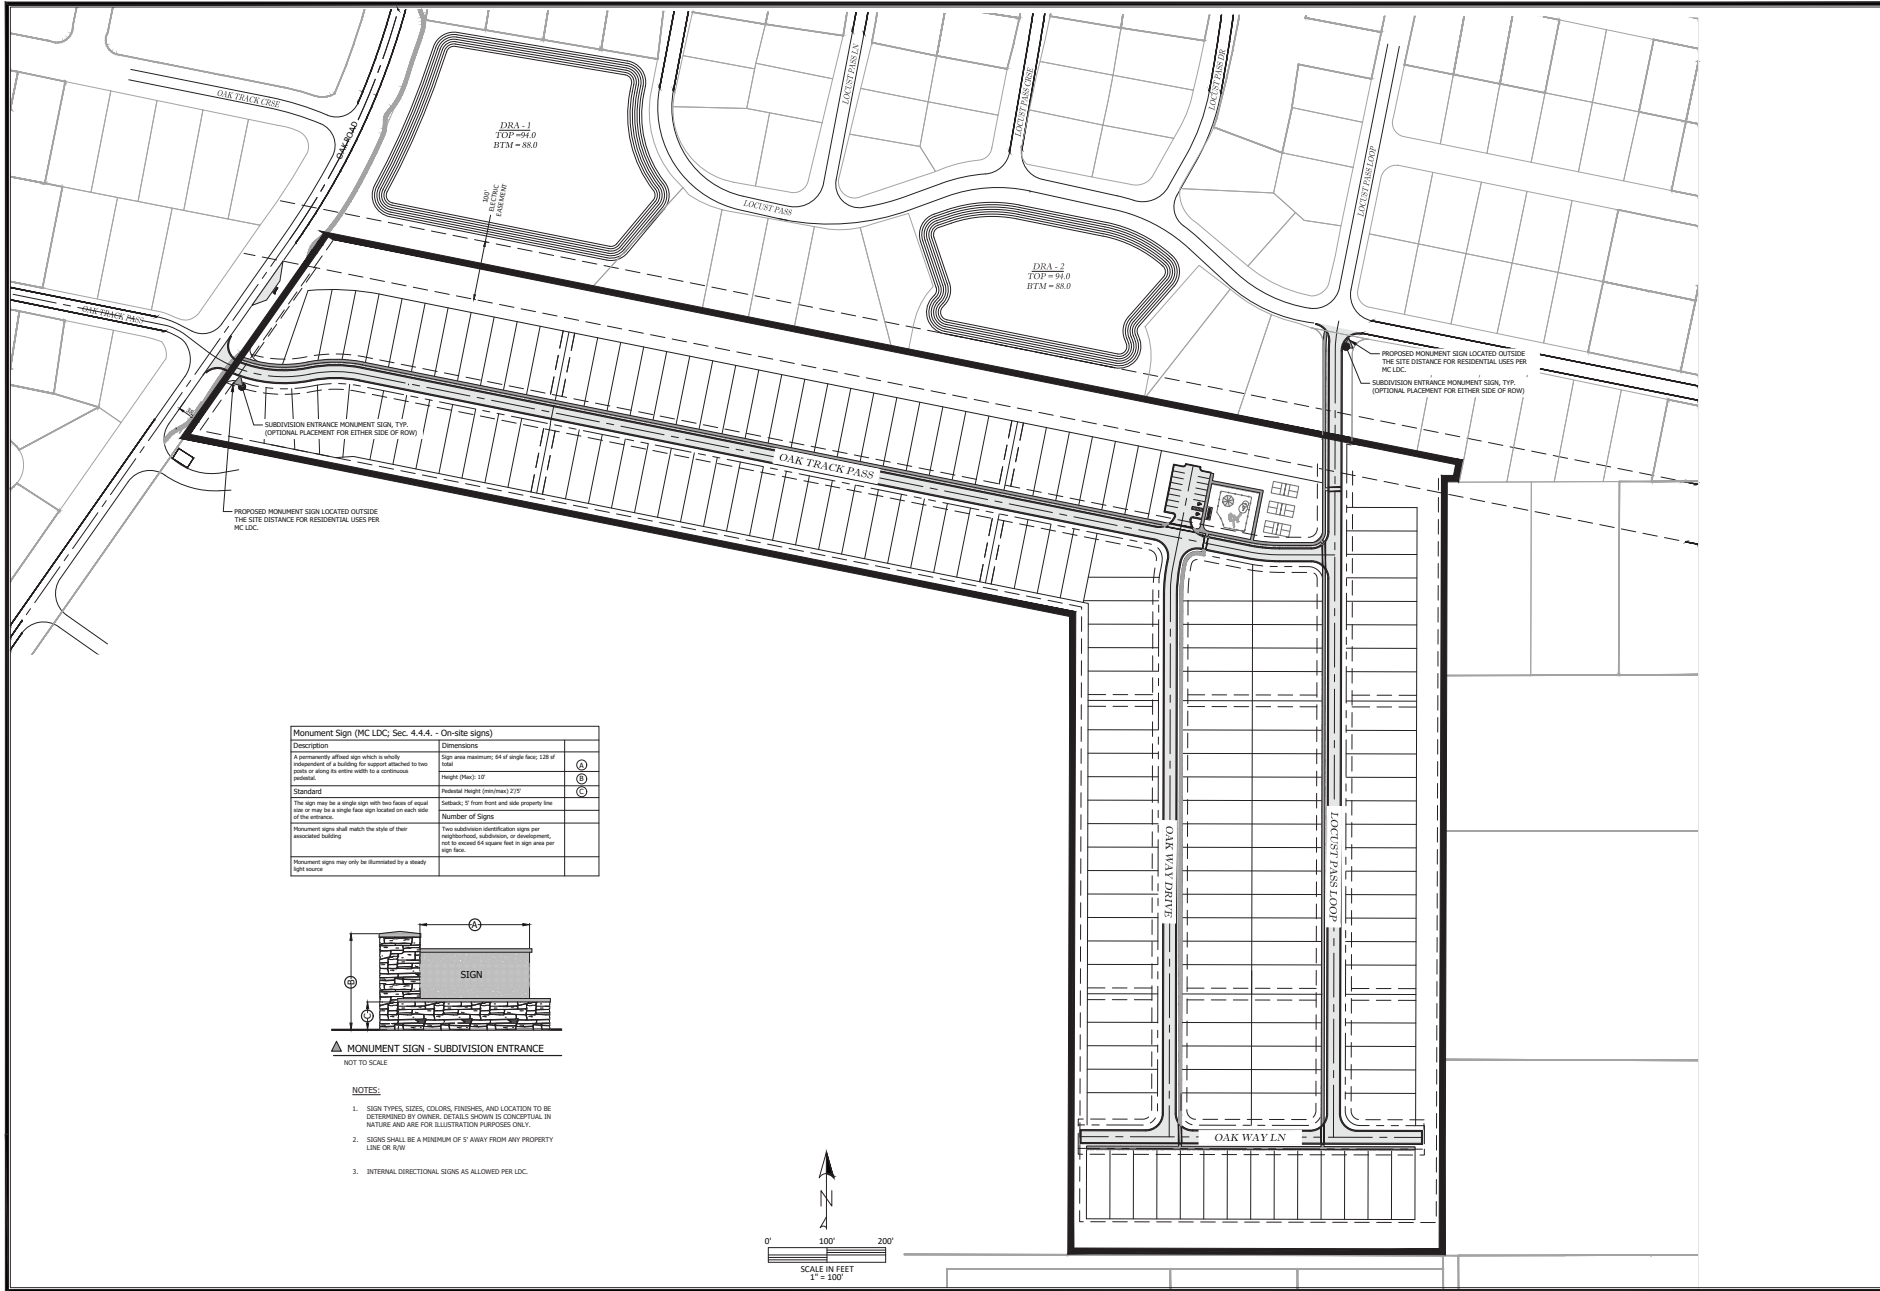 OAK TRACK CRSE
OAK ROAD
DRA - 1
TOP =94.0
BTM = 88.0
100'
ELECTRIC
EASEMENT
LOCUST PASS LN
LOCUST PASS CRSE
LOCUST PASS DR
LOCUST PASS LOOP
LOCUST PASS
DRA - 2
TOP = 94.0
BTM = 88.0
OAK TRACK PASS
PROPOSED MONUMENT SIGN LOCATED OUTSIDE
THE SITE DISTANCE FOR RESIDENTIAL USES PER
MC LDC.
SUBDIVISION ENTRANCE MONUMENT SIGN, TYP.
(OPTIONAL PLACEMENT FOR EITHER SIDE OF ROW)
SUBDIVISION ENTRANCE MONUMENT SIGN, TYP.
(OPTIONAL PLACEMENT FOR EITHER SIDE OF ROW)
OAK TRACK PASS
PROPOSED MONUMENT SIGN LOCATED OUTSIDE
THE SITE DISTANCE FOR RESIDENTIAL USES PER
MC LDC.
OAK WAY DRIVE
LOCUST PASS LOOP
OAK WAY LN
Monument Sign (MC LDC; Sec. 4.4.4. - On-site signs)
Description
Dimensions
A permanently affixed sign which is wholly
independent of a building for support attached to two
posts or along its entire width to a continuous
pedestal.
Sign area maximum; 64 sf single face; 128 sf
total
A
Height (Max): 10'
B
Standard
Pedestal Height (min/max) 2'/5'
C
The sign may be a single sign with two faces of equal
size or may be a single face sign located on each side
of the entrance.
Setback; 5' from front and side property line
Number of Signs
Monument signs shall match the style of their
associated building
Two subdivision identification signs per
neighborhood, subdivision, or development,
not to exceed 64 square feet in sign area per
sign face.
Monument signs may only be illumniated by a steady
light source
A
B
C
SIGN
MONUMENT SIGN - SUBDIVISION ENTRANCE
NOT TO SCALE
NOTES:
1. SIGN TYPES, SIZES, COLORS, FINISHES, AND LOCATION TO BE
DETERMINED BY OWNER. DETAILS SHOWN IS CONCEPTUAL IN
NATURE AND ARE FOR ILLUSTRATION PURPOSES ONLY.
2. SIGNS SHALL BE A MINIMUM OF 5' AWAY FROM ANY PROPERTY
LINE OR R/W
3. INTERNAL DIRECTIONAL SIGNS AS ALLOWED PER LDC.
N
0' 100' 200'
SCALE IN FEET
1" = 100'